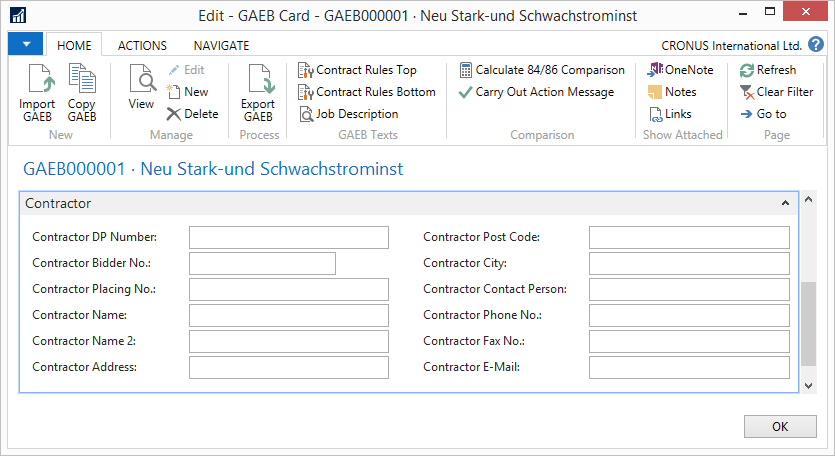 Edit - GAEB Card - GAEB000001 · Neu Stark-und Schwachstrominst
HOME ACTIONS NAVIGATE CRONUS International Ltd. ?
Import GAEB
Copy GAEB
New
View
Edit
New
Delete
Manage
Export GAEB
Process
Contract Rules Top
Contract Rules Bottom
Job Description
GAEB Texts
Calculate 84/86 Comparison
Carry Out Action Message
Comparison
OneNote
Notes
Links
Show Attached
Refresh
Clear Filter
Go to
Page
GAEB000001 · Neu Stark-und Schwachstrominst
Contractor
Contractor DP Number:
Contractor Bidder No.:
Contractor Placing No.:
Contractor Name:
Contractor Name 2:
Contractor Address:
Contractor Post Code:
Contractor City:
Contractor Contact Person:
Contractor Phone No.:
Contractor Fax No.:
Contractor E-Mail:
OK